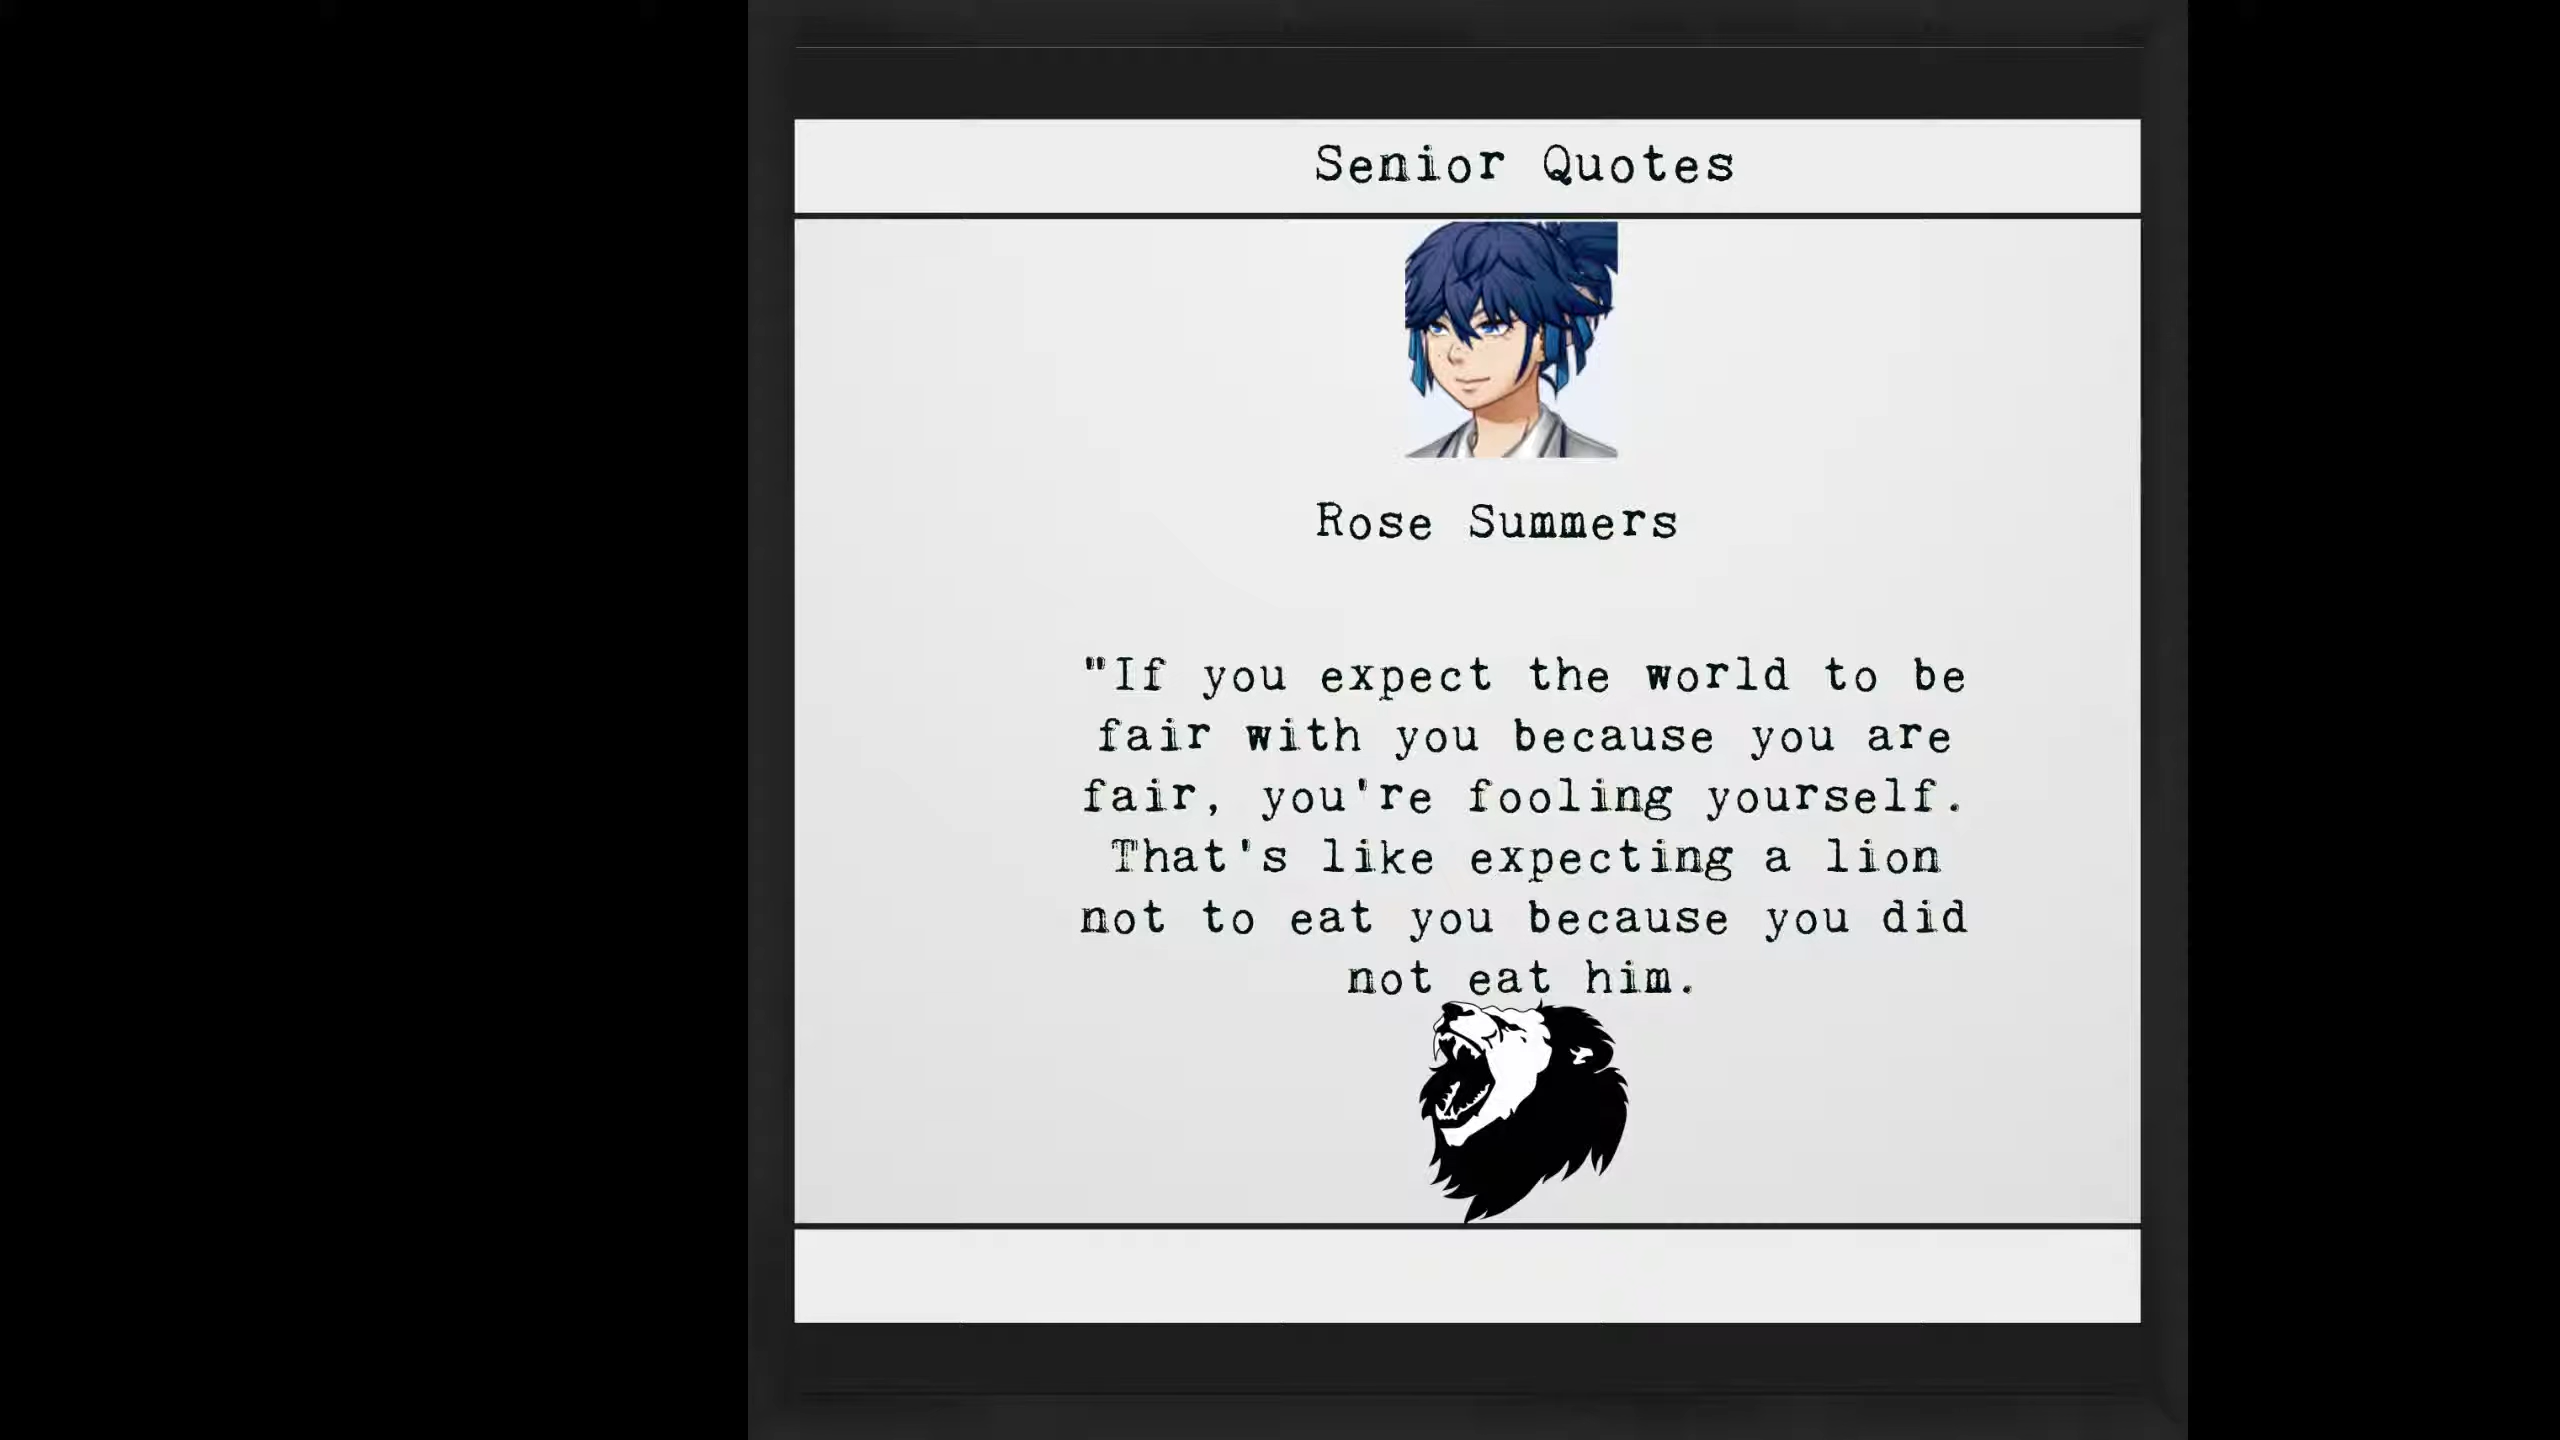 Senior Quotes
Rose Summers
"If you expect the world to be
fair with you because you are
fair, you're fooling yourself.
That's like expecting a lion
not to eat you because you did
not eat him.